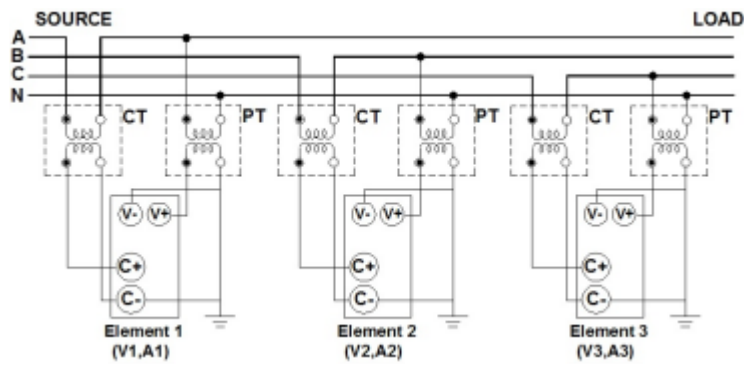 SOURCE LOAD
A
B
C
N
CT PT CT PT CT PT
V- V+ V- V+ V- V+
C+ C+ C+
C- C- C-
Element 1 Element 2 Element 3
(V1,A1) (V2,A2) (V3,A3)